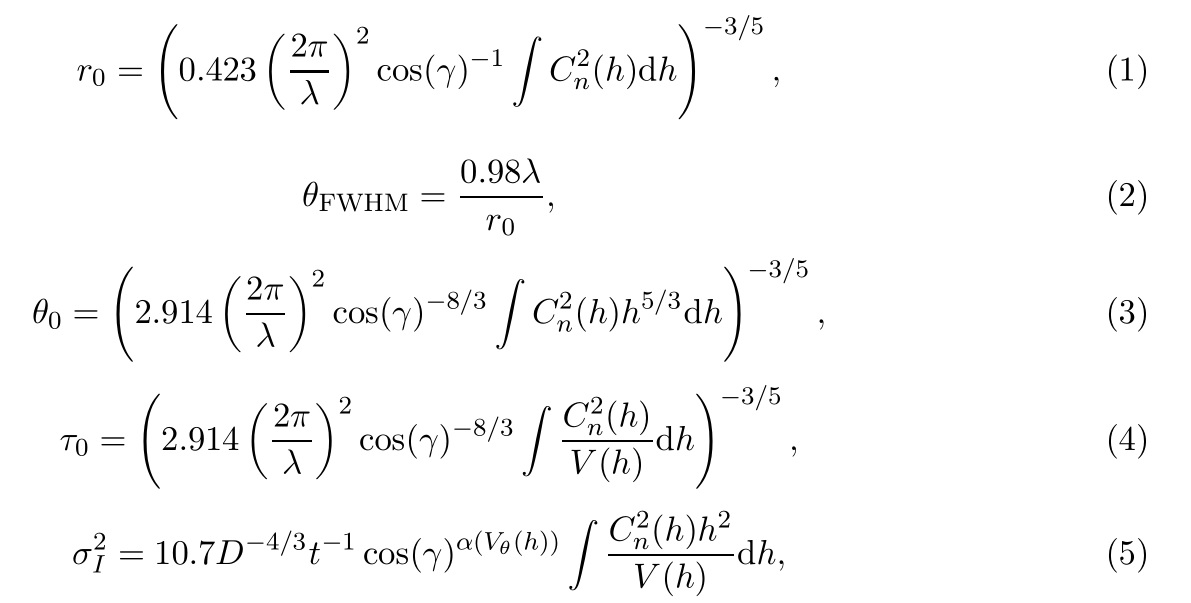 r_0 = \left( 0.423 \left( \frac{2\pi}{\lambda} \right)^2 \cos(\gamma)^{-1} \int C_n^2(h) \mathrm{d}h \right)^{-3/5}, (1)
\theta_{\mathrm{FWHM}} = \frac{0.98\lambda}{r_0}, (2)
\theta_0 = \left( 2.914 \left( \frac{2\pi}{\lambda} \right)^2 \cos(\gamma)^{-8/3} \int C_n^2(h) h^{5/3} \mathrm{d}h \right)^{-3/5}, (3)
\tau_0 = \left( 2.914 \left( \frac{2\pi}{\lambda} \right)^2 \cos(\gamma)^{-8/3} \int \frac{C_n^2(h)}{V(h)} \mathrm{d}h \right)^{-3/5}, (4)
\sigma_I^2 = 10.7 D^{-4/3} t^{-1} \cos(\gamma)^{\alpha(V_\theta(h))} \int \frac{C_n^2(h) h^2}{V(h)} \mathrm{d}h, (5)